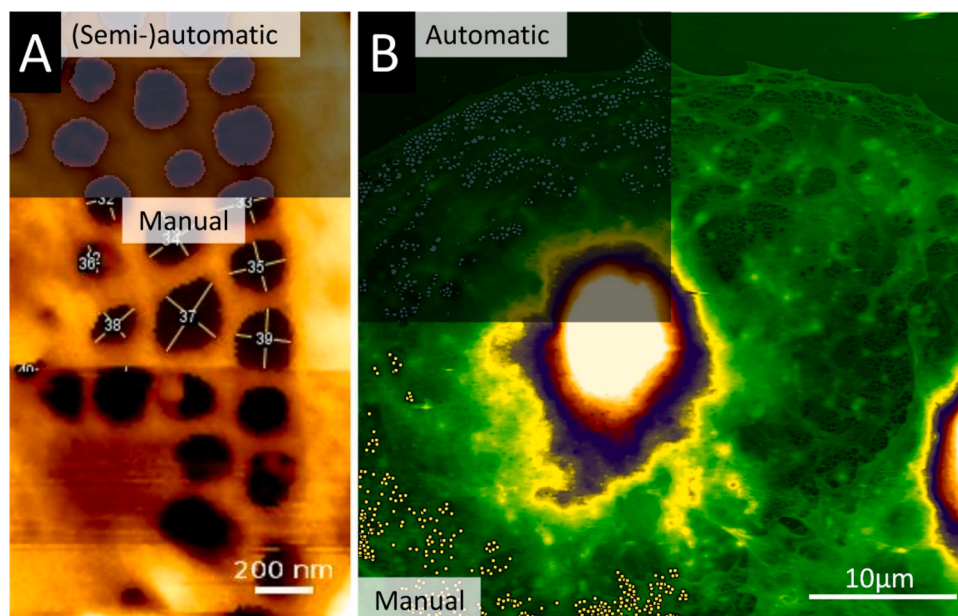 A
(Semi-)automatic
32
33
Manual
34
36
35
38
37
39
200 nm
B
Automatic
Manual
10μm